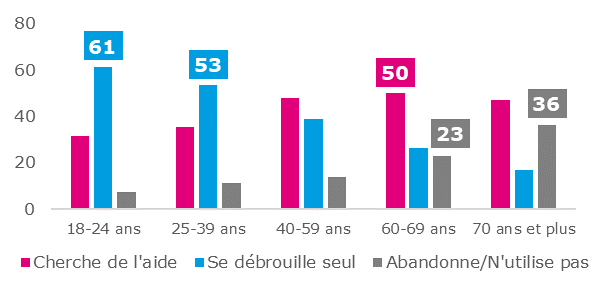 80
60
40
20
0
61
53
50
23
36
18-24 ans
25-39 ans
40-59 ans
60-69 ans
70 ans et plus
Cherche de l'aide
Se débrouille seul
Abandonne/N'utilise pas